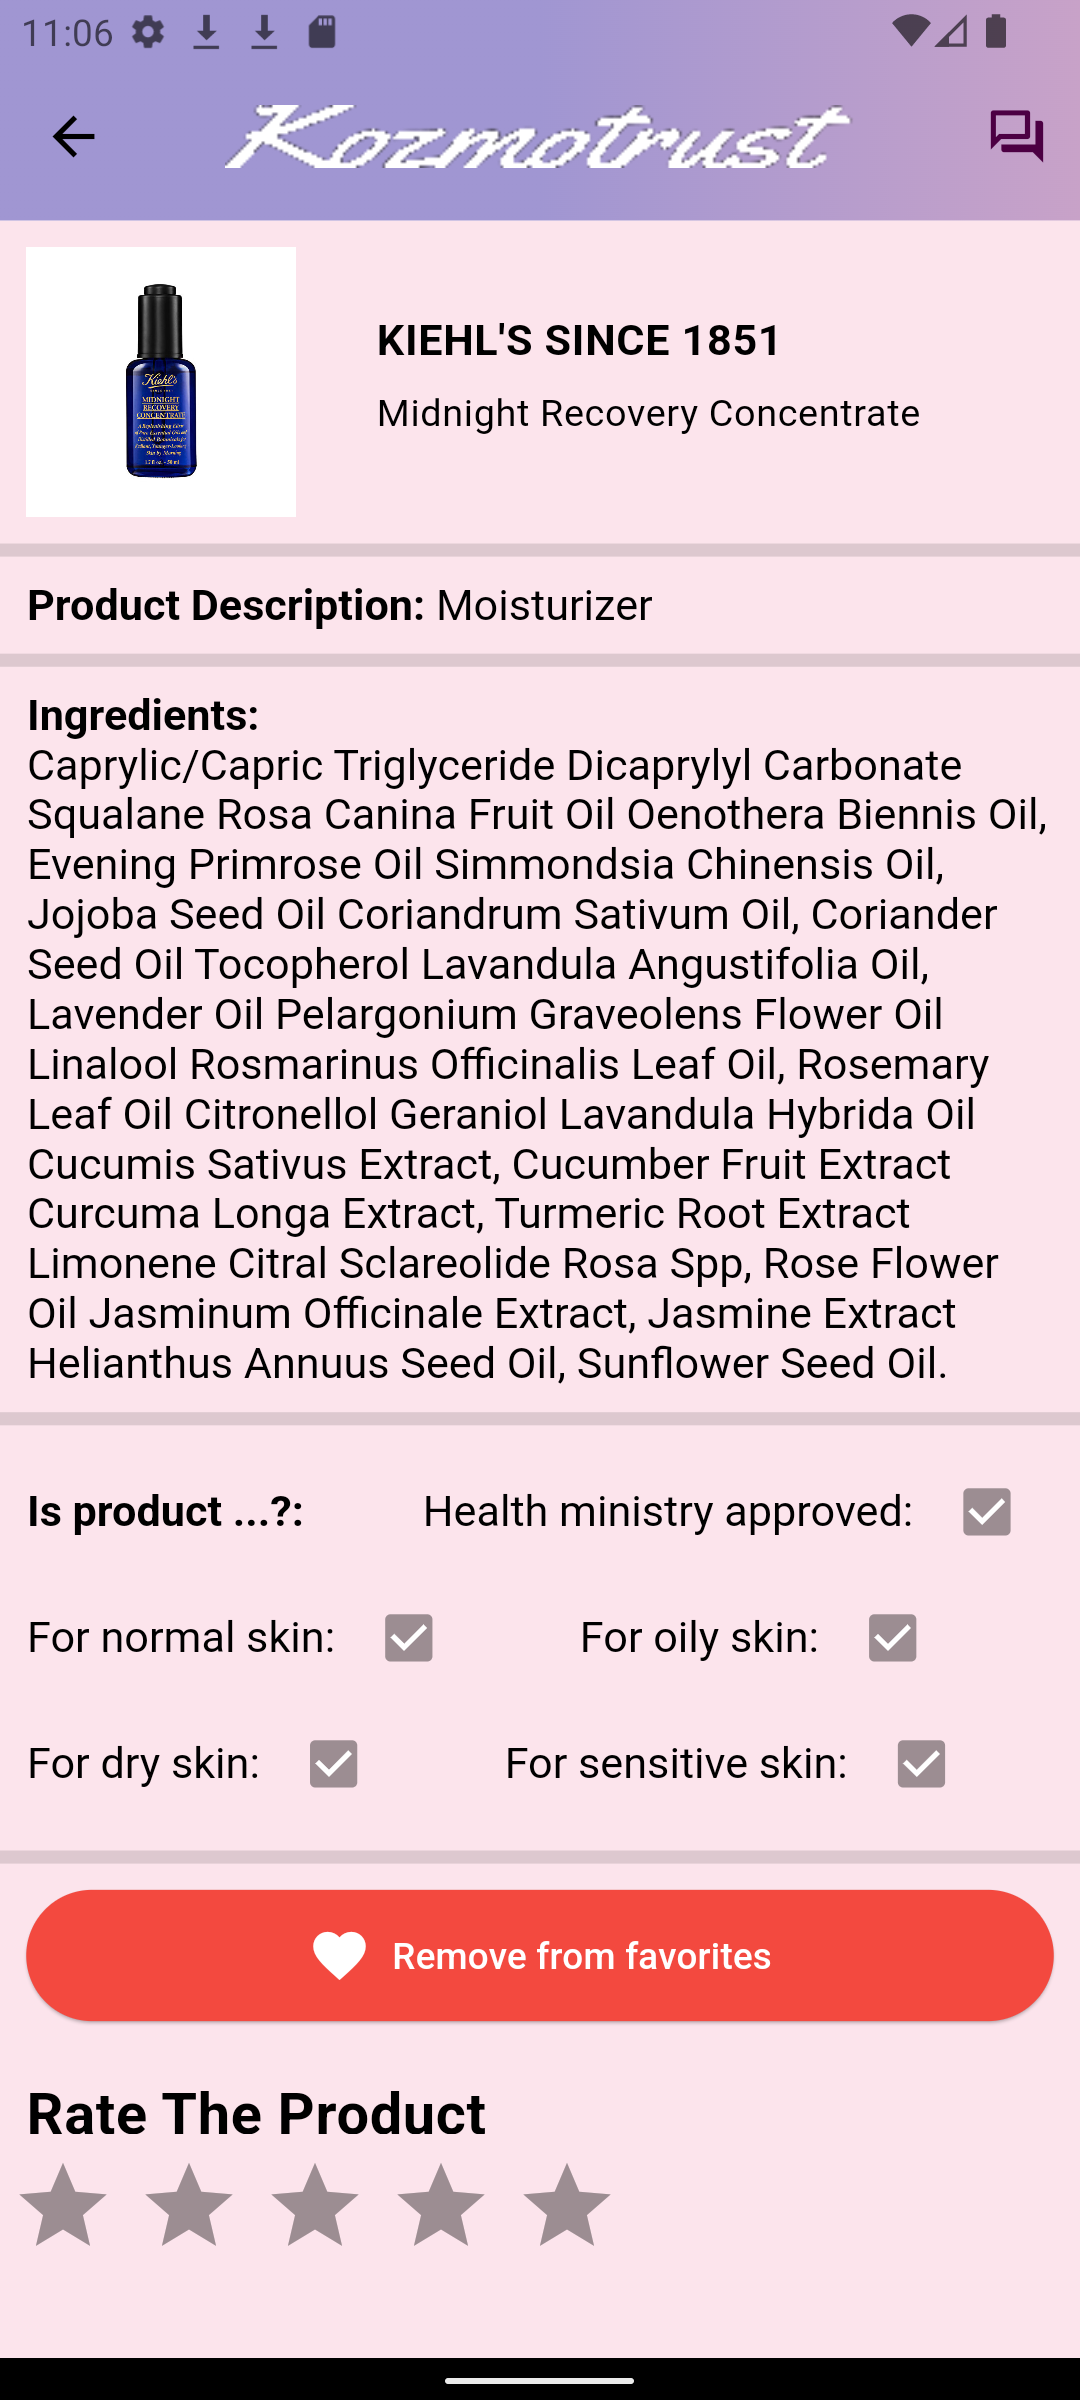 11:06
Kozmotrust
Kiehl's
MIDNIGHT
RECOVERY
CONCENTRATE
KIEHL'S SINCE 1851
Midnight Recovery Concentrate
Product Description: Moisturizer
Ingredients:
Caprylic/Capric Triglyceride Dicaprylyl Carbonate
Squalane Rosa Canina Fruit Oil Oenothera Biennis Oil,
Evening Primrose Oil Simmondsia Chinensis Oil,
Jojoba Seed Oil Coriandrum Sativum Oil, Coriander
Seed Oil Tocopherol Lavandula Angustifolia Oil,
Lavender Oil Pelargonium Graveolens Flower Oil
Linalool Rosmarinus Officinalis Leaf Oil, Rosemary
Leaf Oil Citronellol Geraniol Lavandula Hybrida Oil
Cucumis Sativus Extract, Cucumber Fruit Extract
Curcuma Longa Extract, Turmeric Root Extract
Limonene Citral Sclareolide Rosa Spp, Rose Flower
Oil Jasminum Officinale Extract, Jasmine Extract
Helianthus Annuus Seed Oil, Sunflower Seed Oil.
Is product ...?: Health ministry approved:
For normal skin: For oily skin:
For dry skin: For sensitive skin:
Remove from favorites
Rate The Product